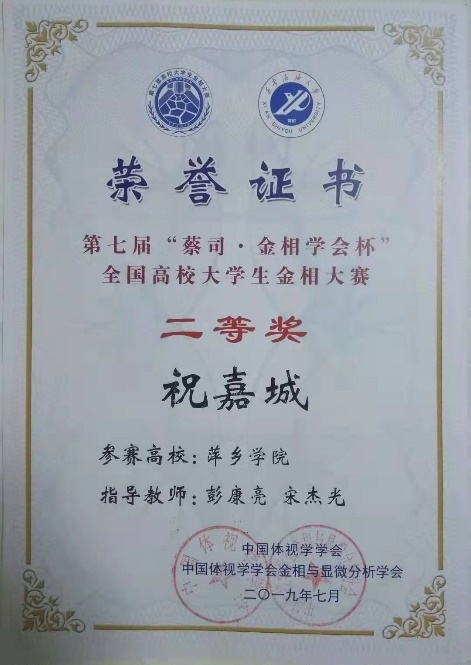 荣誉证书
第七届“蔡司·金相学会杯”
全国高校大学生金相大赛
二等奖
祝嘉城
参赛高校：萍乡学院
指导教师：彭康亮 宋杰光
中国体视学学会
中国体视学学会金相与显微分析学会
二〇一九年七月